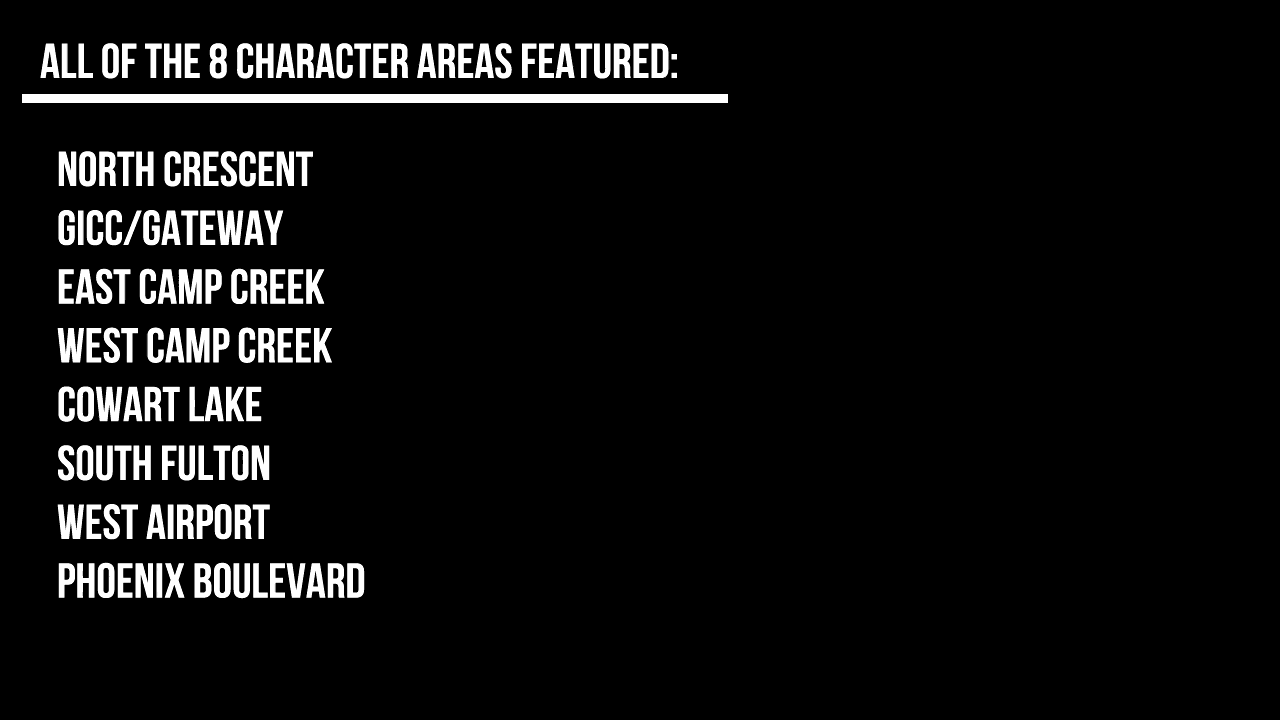 ALL OF THE 8 CHARACTER AREAS FEATURED:
NORTH CRESCENT
GICC/GATEWAY
EAST CAMP CREEK
WEST CAMP CREEK
COWART LAKE
SOUTH FULTON
WEST AIRPORT
PHOENIX BOULEVARD